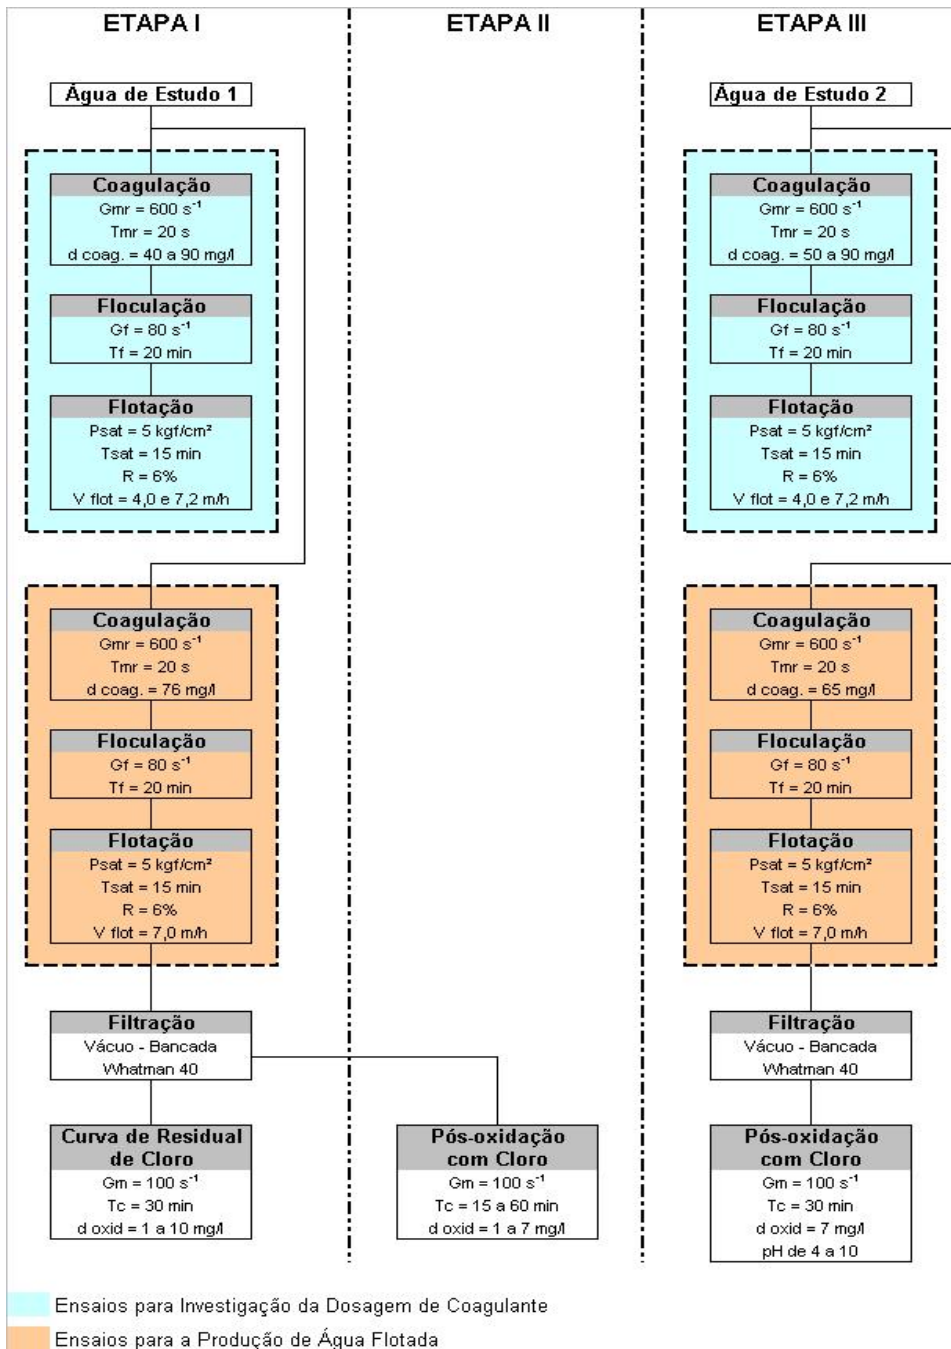 ETAPA I
ETAPA II
ETAPA III
Água de Estudo 1
Coagulação
Gmr = 600 s⁻¹
Tmr = 20 s
d coag. = 40 a 90 mg/l
Floculação
Gf = 80 s⁻¹
Tf = 20 min
Flotação
Psat = 5 kgf/cm²
Tsat = 15 min
R = 6%
V flot = 4,0 e 7,2 m/h
Coagulação
Gmr = 600 s⁻¹
Tmr = 20 s
d coag. = 76 mg/l
Floculação
Gf = 80 s⁻¹
Tf = 20 min
Flotação
Psat = 5 kgf/cm²
Tsat = 15 min
R = 6%
V flot = 7,0 m/h
Filtração
Vácuo - Bancada
Whatman 40
Curva de Residual
de Cloro
Gm = 100 s⁻¹
Tc = 30 min
d oxid = 1 a 10 mg/l
Pós-oxidação
com Cloro
Gm = 100 s⁻¹
Tc = 15 a 60 min
d oxid = 1 a 7 mg/l
Água de Estudo 2
Coagulação
Gmr = 600 s⁻¹
Tmr = 20 s
d coag. = 50 a 90 mg/l
Floculação
Gf = 80 s⁻¹
Tf = 20 min
Flotação
Psat = 5 kgf/cm²
Tsat = 15 min
R = 6%
V flot = 4,0 e 7,2 m/h
Coagulação
Gmr = 600 s⁻¹
Tmr = 20 s
d coag. = 65 mg/l
Floculação
Gf = 80 s⁻¹
Tf = 20 min
Flotação
Psat = 5 kgf/cm²
Tsat = 15 min
R = 6%
V flot = 7,0 m/h
Filtração
Vácuo - Bancada
Whatman 40
Pós-oxidação
com Cloro
Gm = 100 s⁻¹
Tc = 30 min
d oxid = 7 mg/l
pH de 4 a 10
Ensaios para Investigação da Dosagem de Coagulante
Ensaios para a Produção de Água Flotada